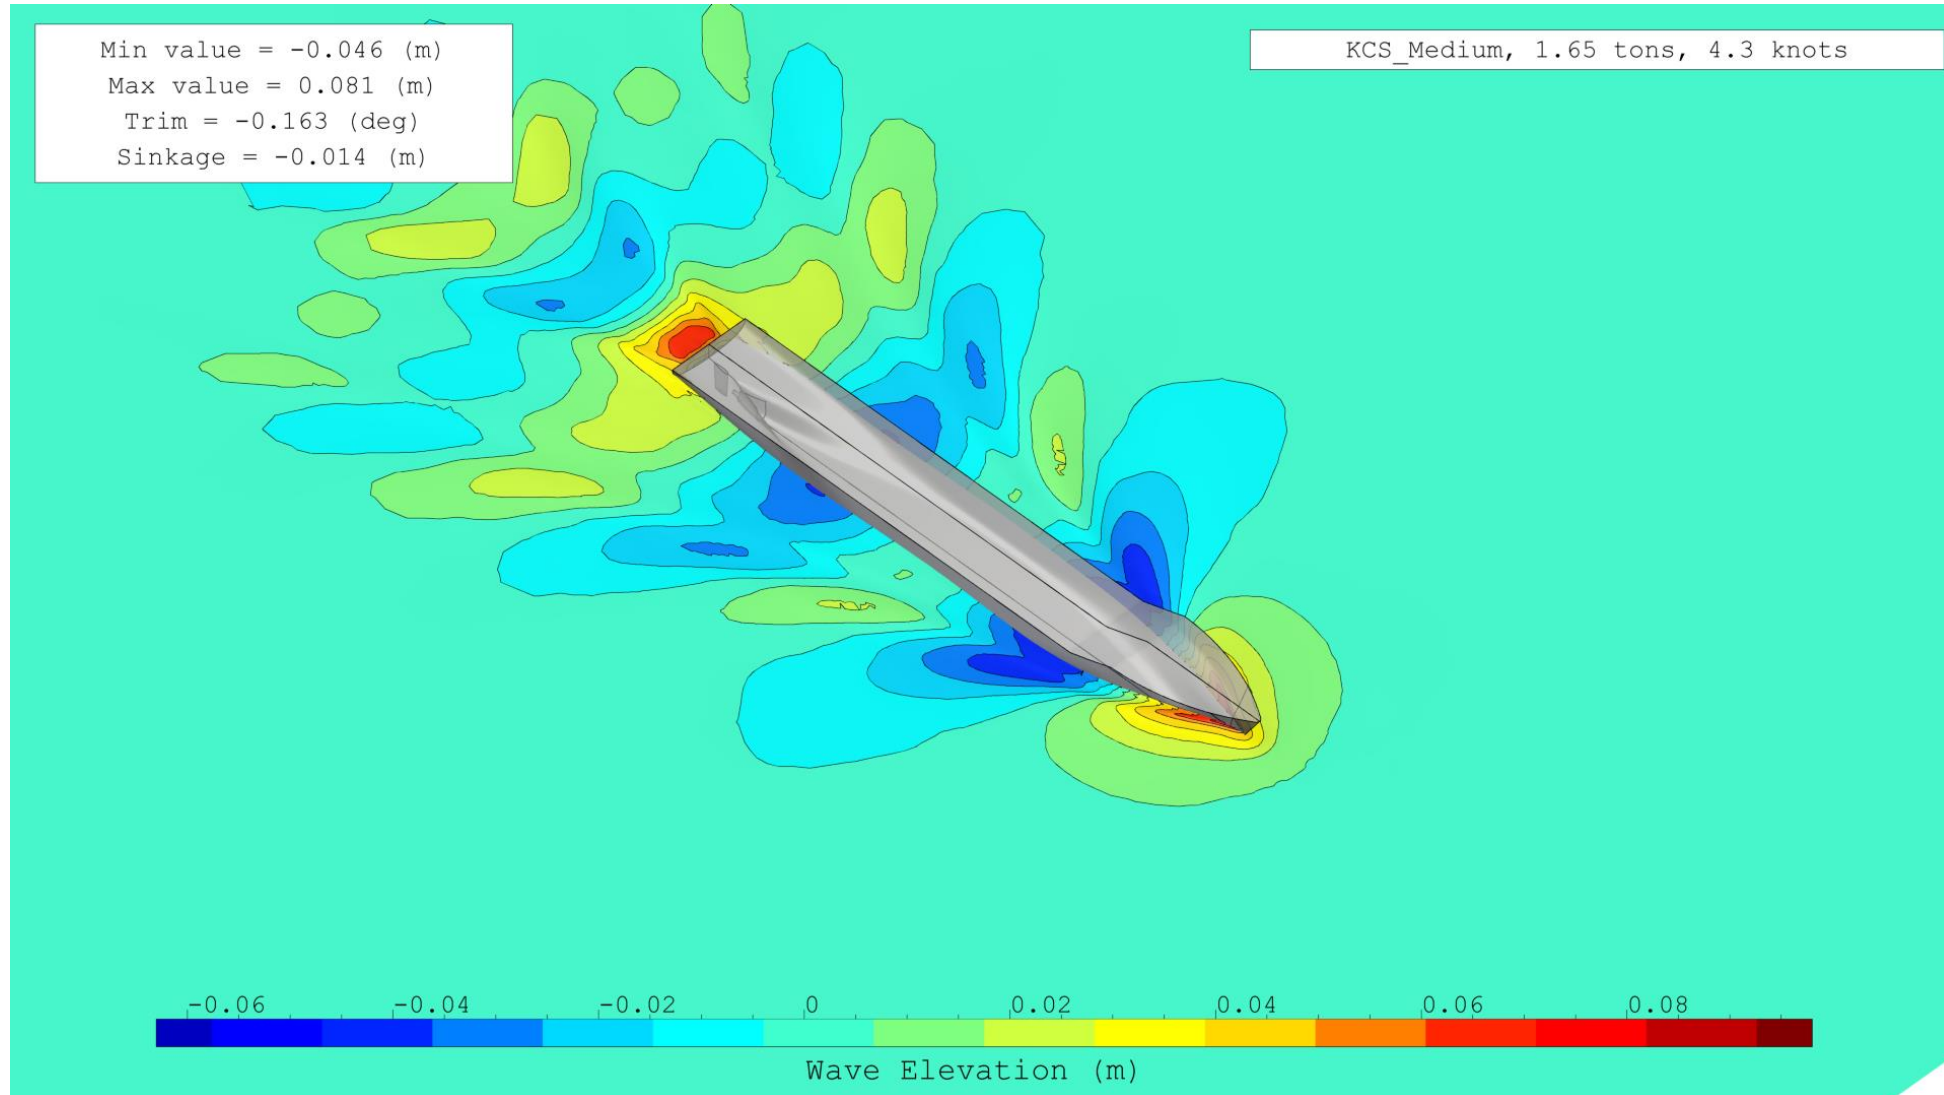 Min value = -0.046 (m)
Max value = 0.081 (m)
Trim = -0.163 (deg)
Sinkage = -0.014 (m)
KCS_Medium, 1.65 tons, 4.3 knots
-0.06 -0.04 -0.02 0 0.02 0.04 0.06 0.08
Wave Elevation (m)